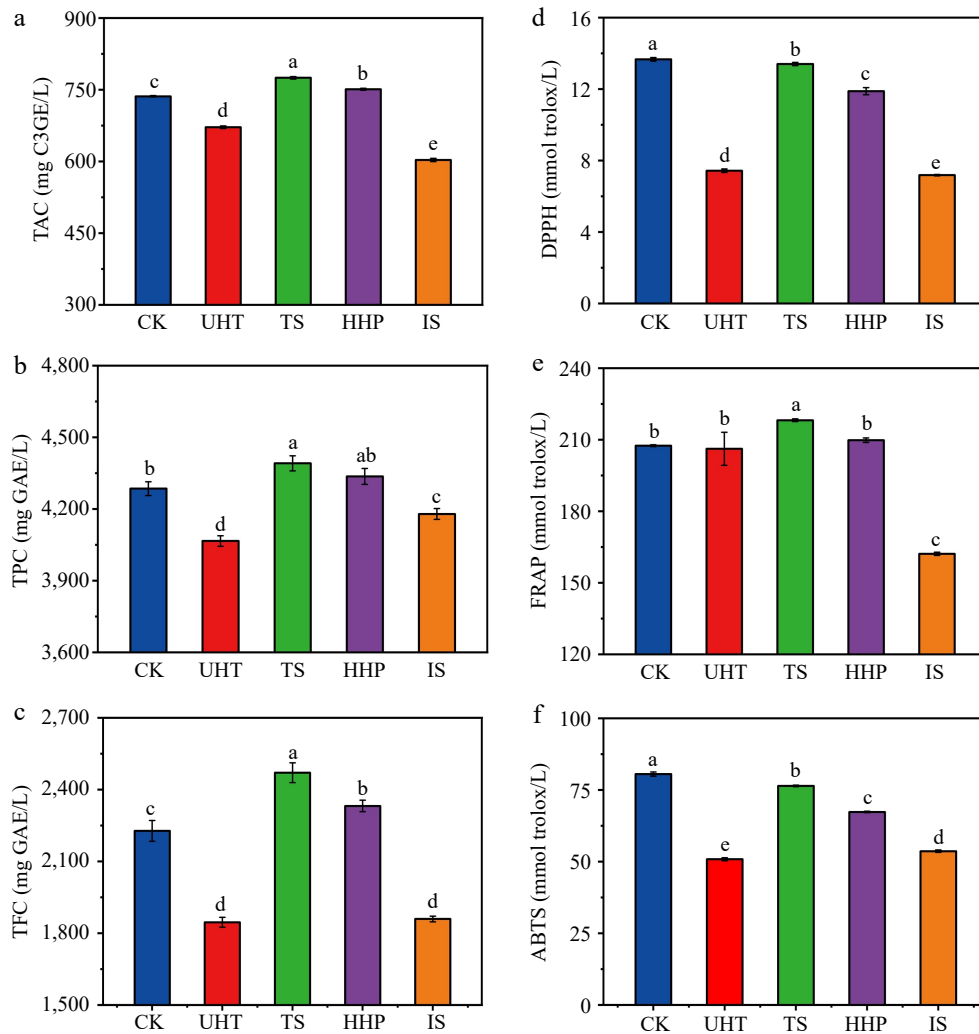 a
TAC (mg C3GE/L)
900
750
600
450
300
c
d
a
b
e
CK UHT TS HHP IS
b
TPC (mg GAE/L)
4,800
4,500
4,200
3,900
3,600
b
d
a
ab
c
CK UHT TS HHP IS
c
TFC (mg GAE/L)
2,700
2,400
2,100
1,800
1,500
c
d
a
b
d
CK UHT TS HHP IS
d
DPPH (mmol trolox/L)
16
12
8
4
0
a
d
b
c
e
CK UHT TS HHP IS
e
FRAP (mmol trolox/L)
240
210
180
150
120
b
b
a
b
c
CK UHT TS HHP IS
f
ABTS (mmol trolox/L)
100
75
50
25
0
a
e
b
c
d
CK UHT TS HHP IS